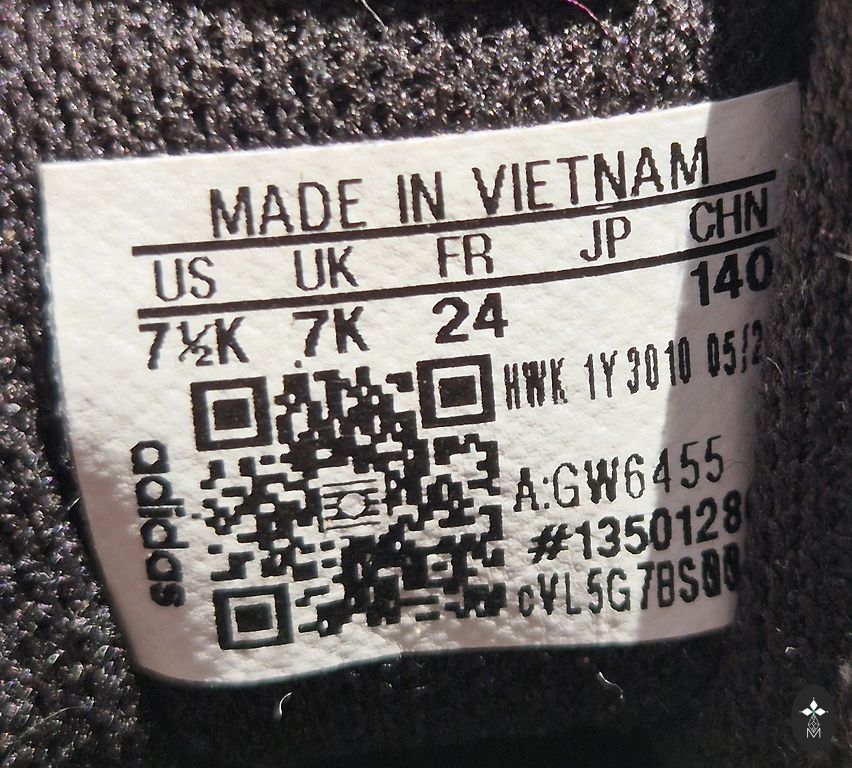 MADE IN VIETNAM
US UK FR JP CHN
7½K 7K 24 140
HWK 1Y3010 05/2
A:GW6455
#1350128
cVL5G7BS
adidas
M